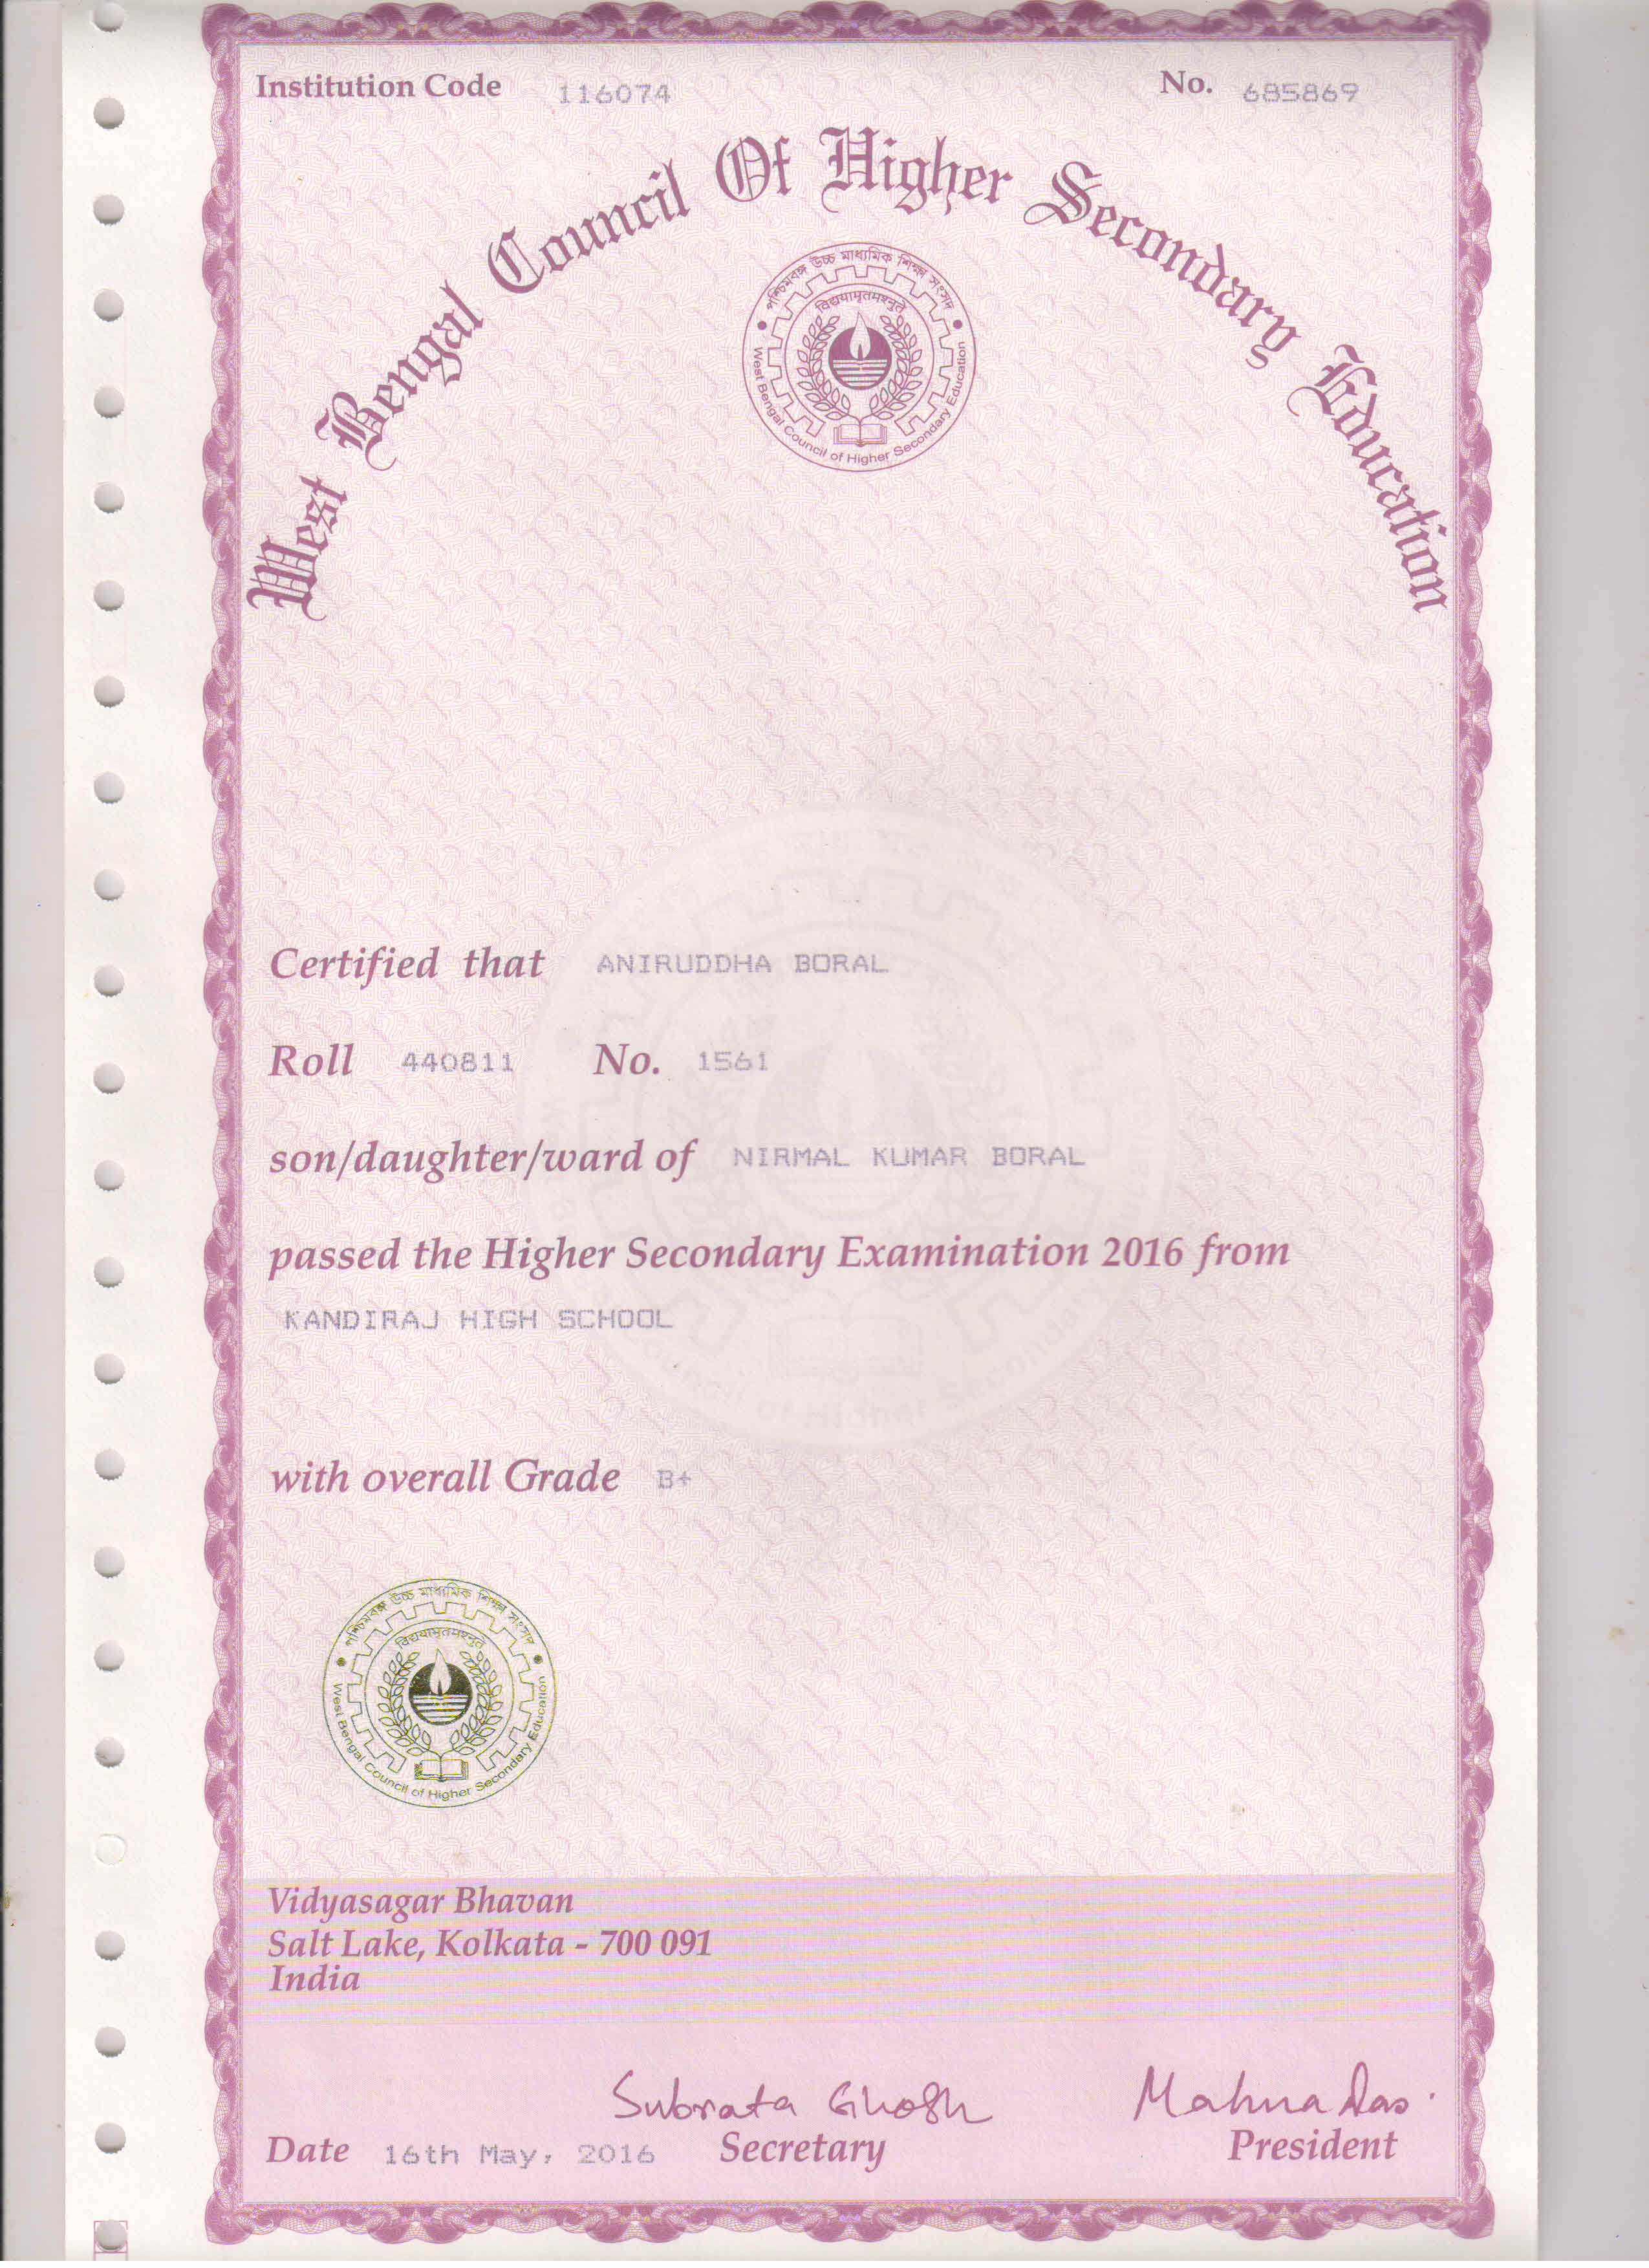 Institution Code 116074 No. 685869
West Bengal Council Of Higher Secondary Education
পশ্চিমবঙ্গ উচ্চ মাধ্যমিক শিক্ষা সংসদ
विद्ययामृतमश्नुते
West Bengal Council of Higher Secondary Education
Certified that ANIRUDDHA BORAL
Roll 440811 No. 1561
son/daughter/ward of NIRMAL KUMAR BORAL
passed the Higher Secondary Examination 2016 from
KANDIRAJ HIGH SCHOOL
with overall Grade B+
পশ্চিমবঙ্গ উচ্চ মাধ্যমিক শিক্ষা সংসদ
विद्ययामृतमश्नुते
West Bengal Council of Higher Secondary Education
Vidyasagar Bhavan
Salt Lake, Kolkata - 700 091
India
Subrata Ghosh Mahua Das.
Date 16th May, 2016 Secretary President